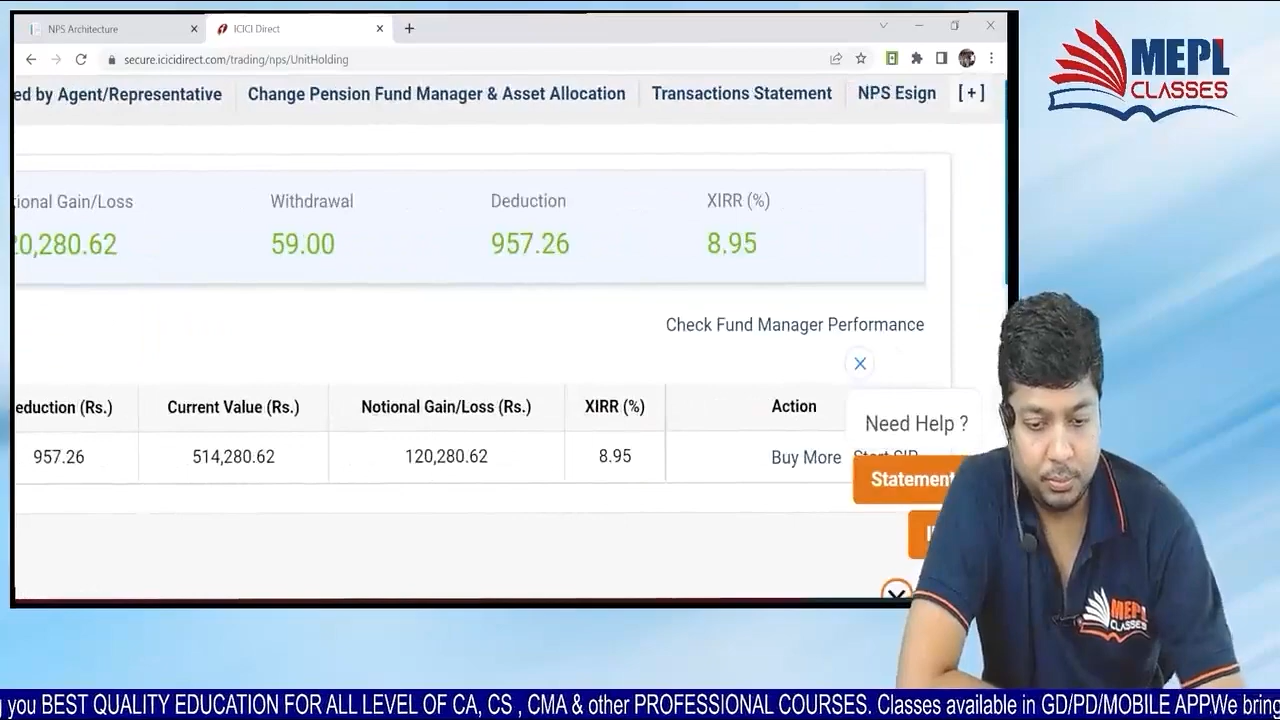 NPS Architecture
ICICI Direct
secure.icicidirect.com/trading/nps/UnitHolding
MEPL
CLASSES
ed by Agent/Representative
Change Pension Fund Manager & Asset Allocation
Transactions Statement
NPS Esign
[ + ]
ional Gain/Loss
Withdrawal
Deduction
XIRR (%)
0,280.62
59.00
957.26
8.95
Check Fund Manager Performance
eduction (Rs.)
Current Value (Rs.)
Notional Gain/Loss (Rs.)
XIRR (%)
Action
Need Help ?
957.26
514,280.62
120,280.62
8.95
Buy More
Start SIP
Statement
MEPL
CLASSES
g you BEST QUALITY EDUCATION FOR ALL LEVEL OF CA, CS , CMA & other PROFESSIONAL COURSES. Classes available in GD/PD/MOBILE APP.We bring